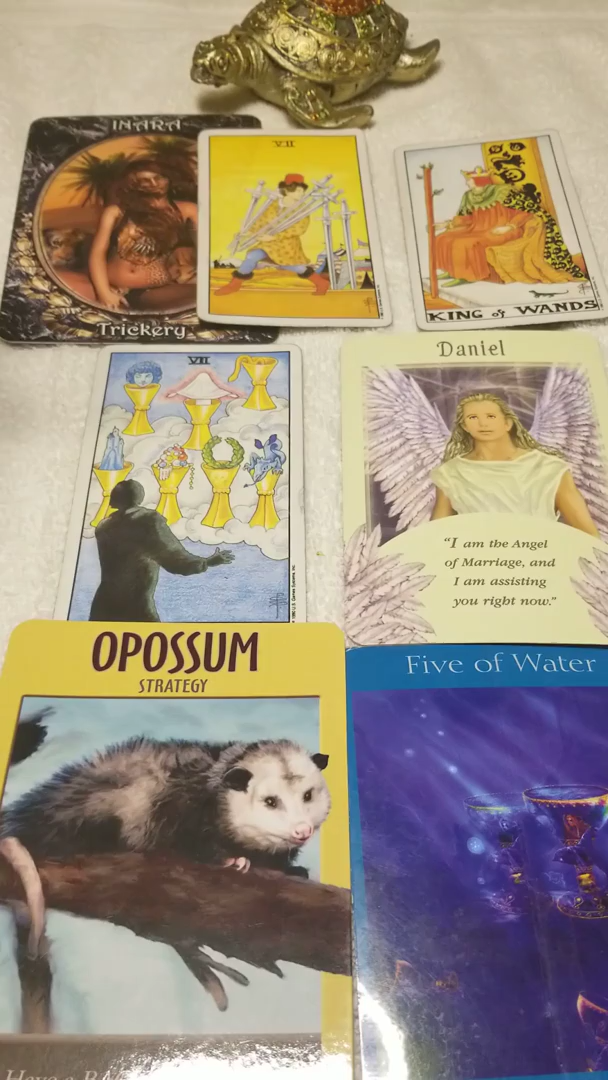 INARA
Trickery
VII
KING of WANDS
VII
Daniel
"I am the Angel
of Marriage, and
I am assisting
you right now."
OPOSSUM
STRATEGY
Have a
Five of Water